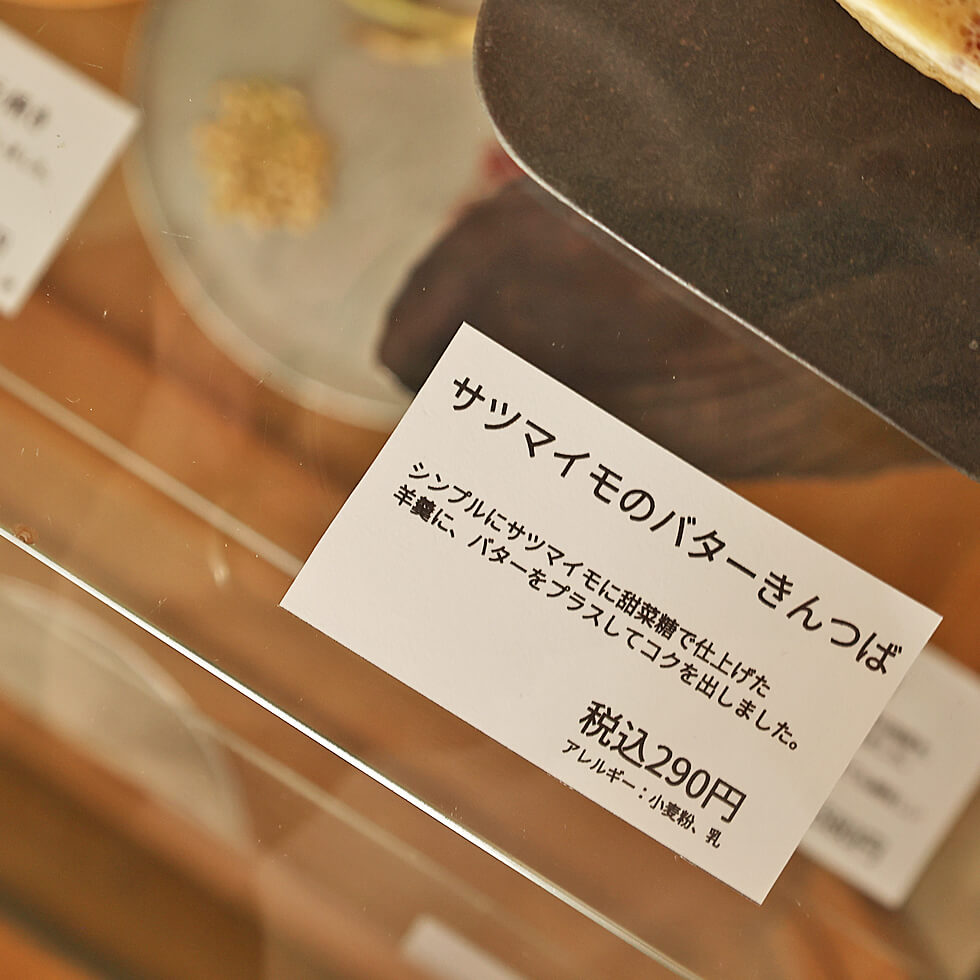 サツマイモのバターきんつば
シンプルにサツマイモに甜菜糖で仕上げた
羊羹に、バターをプラスしてコクを出しました。
税込290円
アレルギー：小麦粉、乳